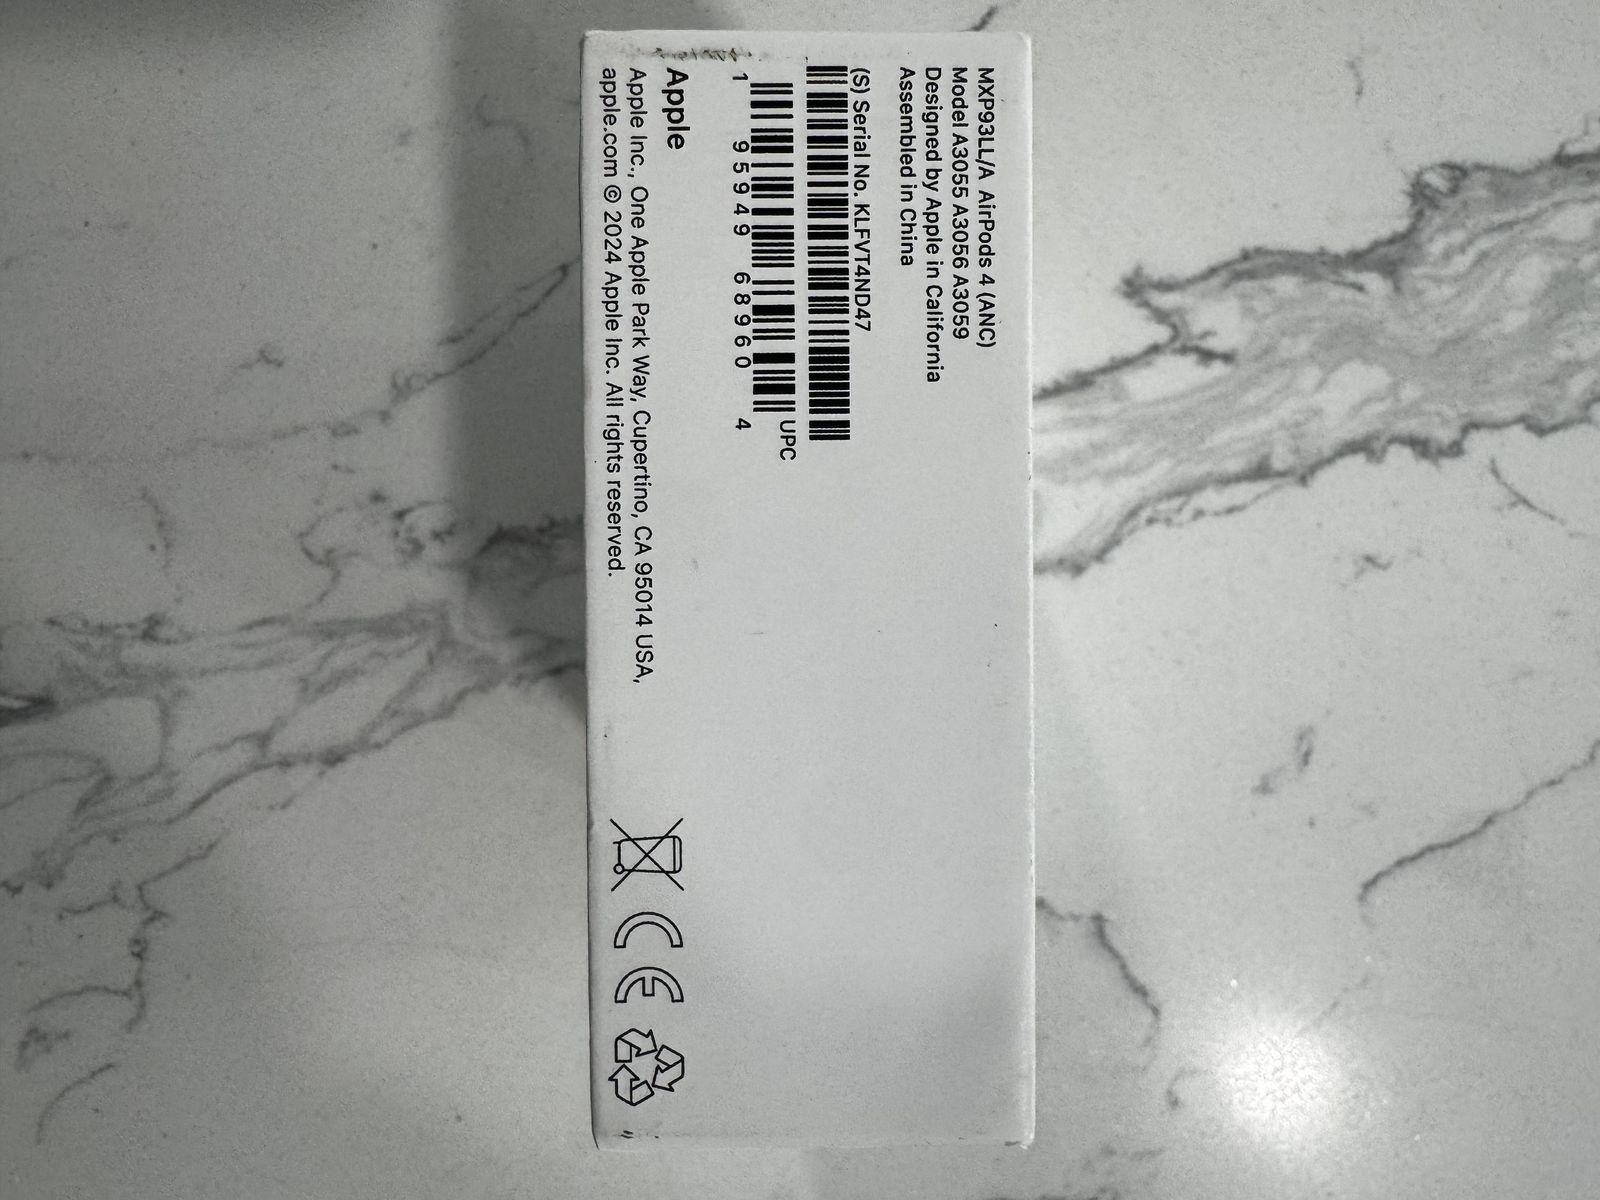 MXP93LL/A AirPods 4 (ANC)
Model A3055 A3056 A3059
Designed by Apple in California
Assembled in China
(S) Serial No. KLFVT4ND47
UPC
1 95949 68960 4
Apple
Apple Inc., One Apple Park Way, Cupertino, CA 95014 USA,
apple.com © 2024 Apple Inc. All rights reserved.
CE